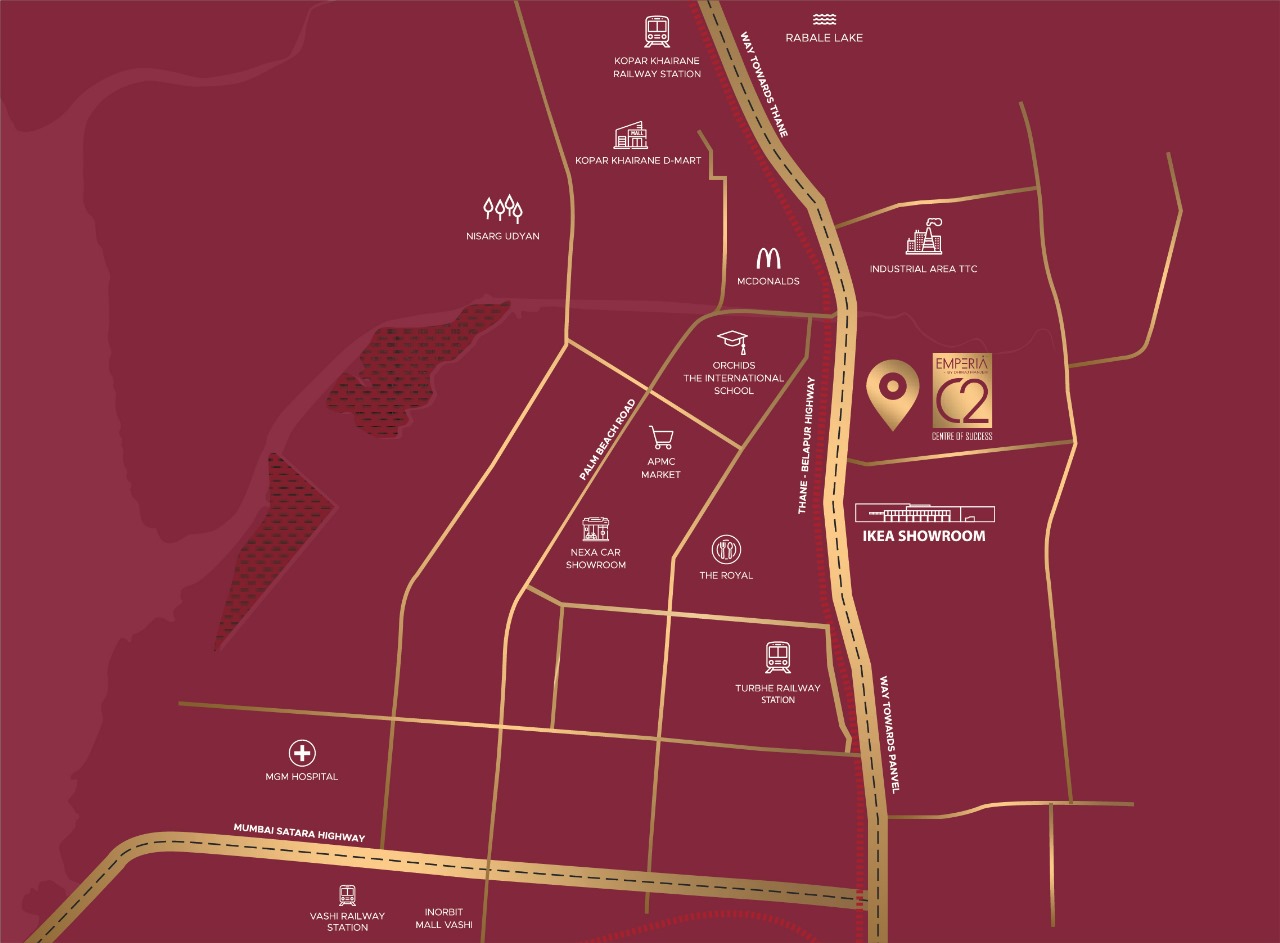 RABALE LAKE
KOPAR KHAIRANE
RAILWAY STATION
WAY TOWARDS THANE
MALL
KOPAR KHAIRANE D-MART
NISARG UDYAN
MCDONALDS
INDUSTRIAL AREA TTC
ORCHIDS
THE INTERNATIONAL
SCHOOL
EMPERIA
C2
CENTRE OF SUCCESS
PALM BEACH ROAD
THANE - BELAPUR HIGHWAY
APMC
MARKET
IKEA SHOWROOM
NEXA CAR
SHOWROOM
THE ROYAL
TURBHE RAILWAY
STATION
WAY TOWARDS PANVEL
MGM HOSPITAL
MUMBAI SATARA HIGHWAY
VASHI RAILWAY
STATION
INORBIT
MALL VASHI